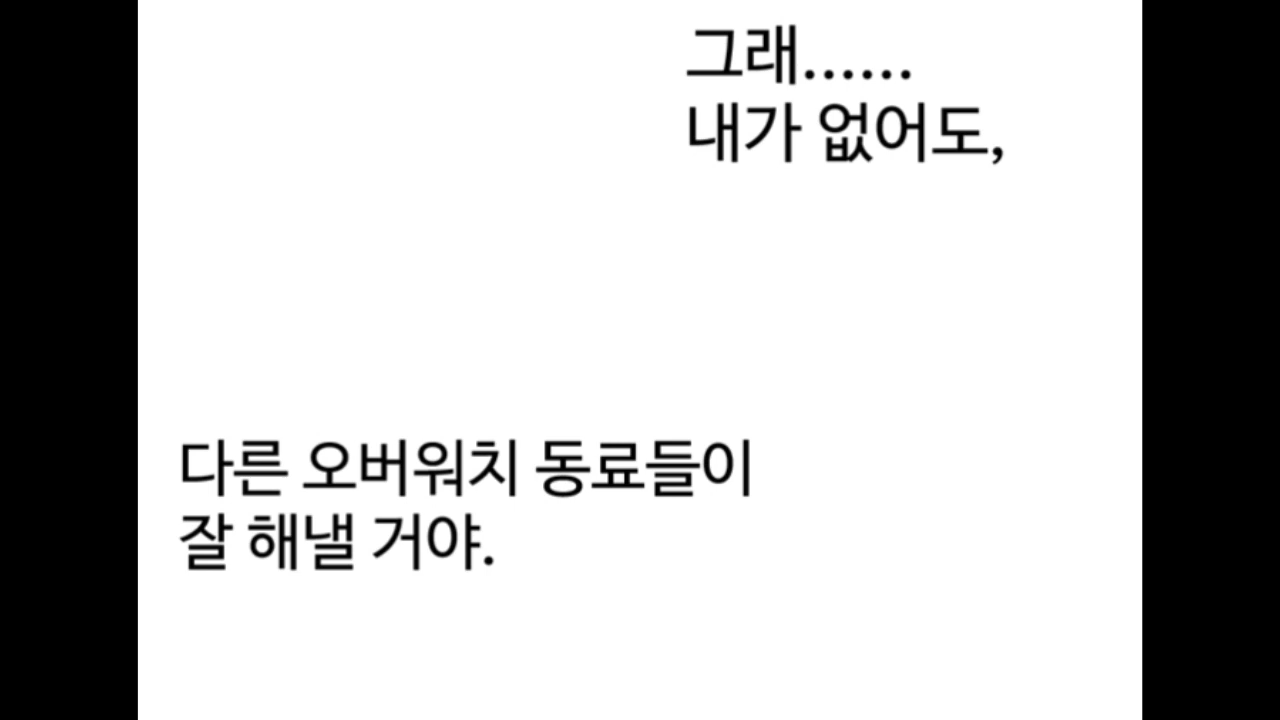 그래......
내가 없어도,
다른 오버워치 동료들이
잘 해낼 거야.